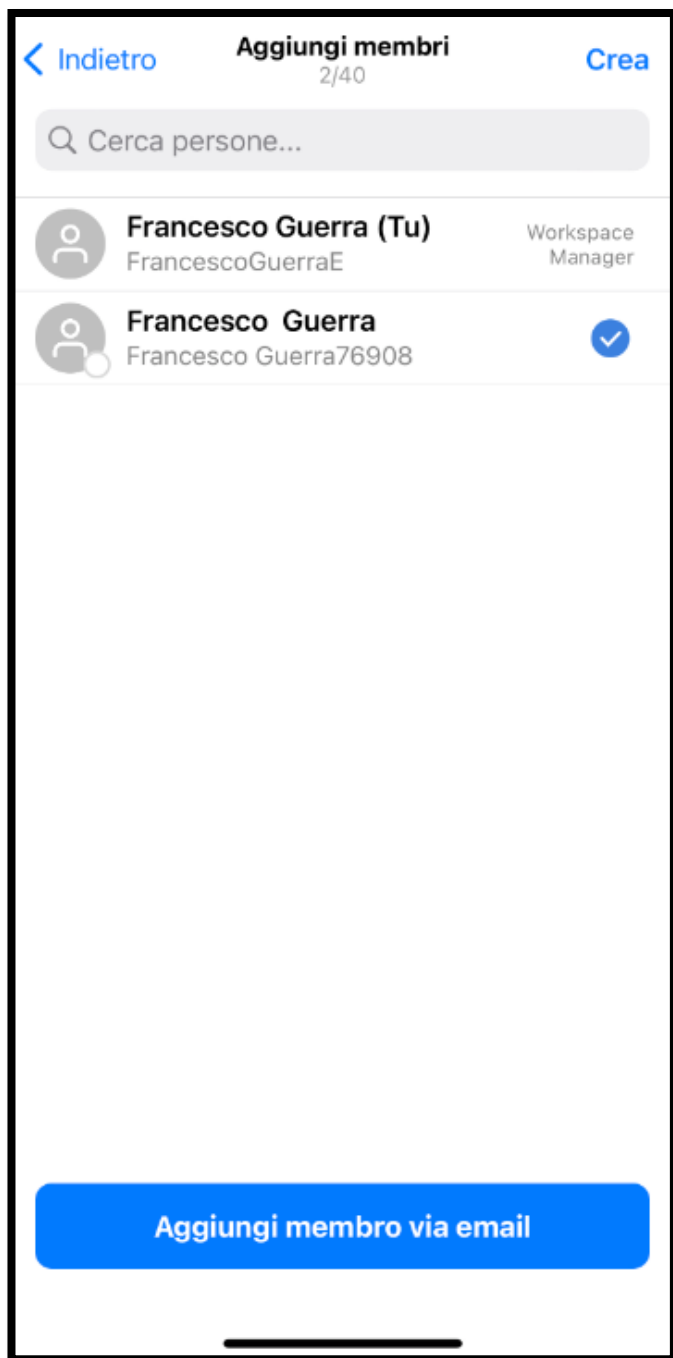 Indietro
Aggiungi membri
2/40
Crea
Cerca persone...
Francesco Guerra (Tu)
FrancescoGuerraE
Workspace
Manager
Francesco  Guerra
Francesco Guerra76908
Aggiungi membro via email